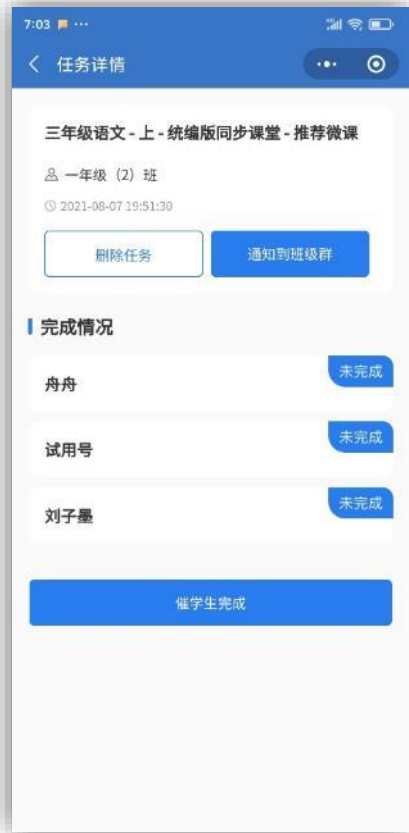 7:03
任务详情
三年级语文 - 上 - 统编版同步课堂 - 推荐微课
一年级（2）班
2021-08-07 19:51:30
删除任务 通知到班级群
完成情况
舟舟 未完成
试用号 未完成
刘子墨 未完成
催学生完成